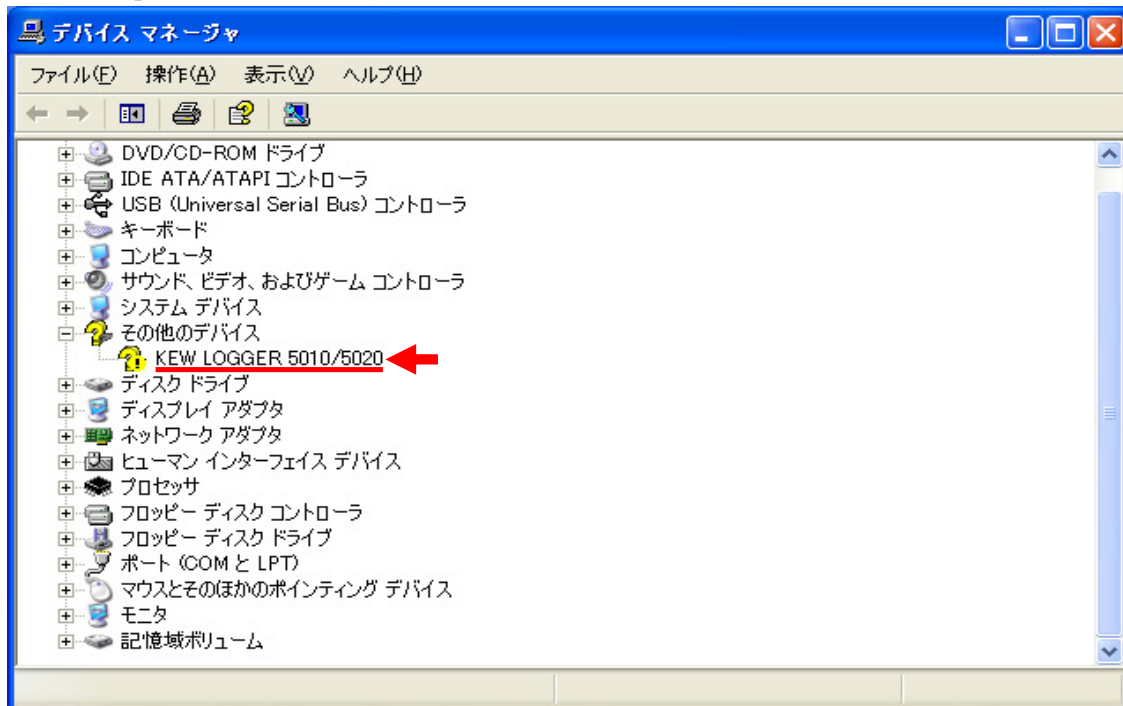 デバイス マネージャ
ファイル(F) 操作(A) 表示(V) ヘルプ(H)
DVD/CD-ROM ドライブ
IDE ATA/ATAPI コントローラ
USB (Universal Serial Bus) コントローラ
キーボード
コンピュータ
サウンド、ビデオ、およびゲーム コントローラ
システム デバイス
その他のデバイス
KEW LOGGER 5010/5020
ディスク ドライブ
ディスプレイ アダプタ
ネットワーク アダプタ
ヒューマン インターフェイス デバイス
プロセッサ
フロッピー ディスク コントローラ
フロッピー ディスク ドライブ
ポート (COM と LPT)
マウスとそのほかのポインティング デバイス
モニタ
記憶域ボリューム